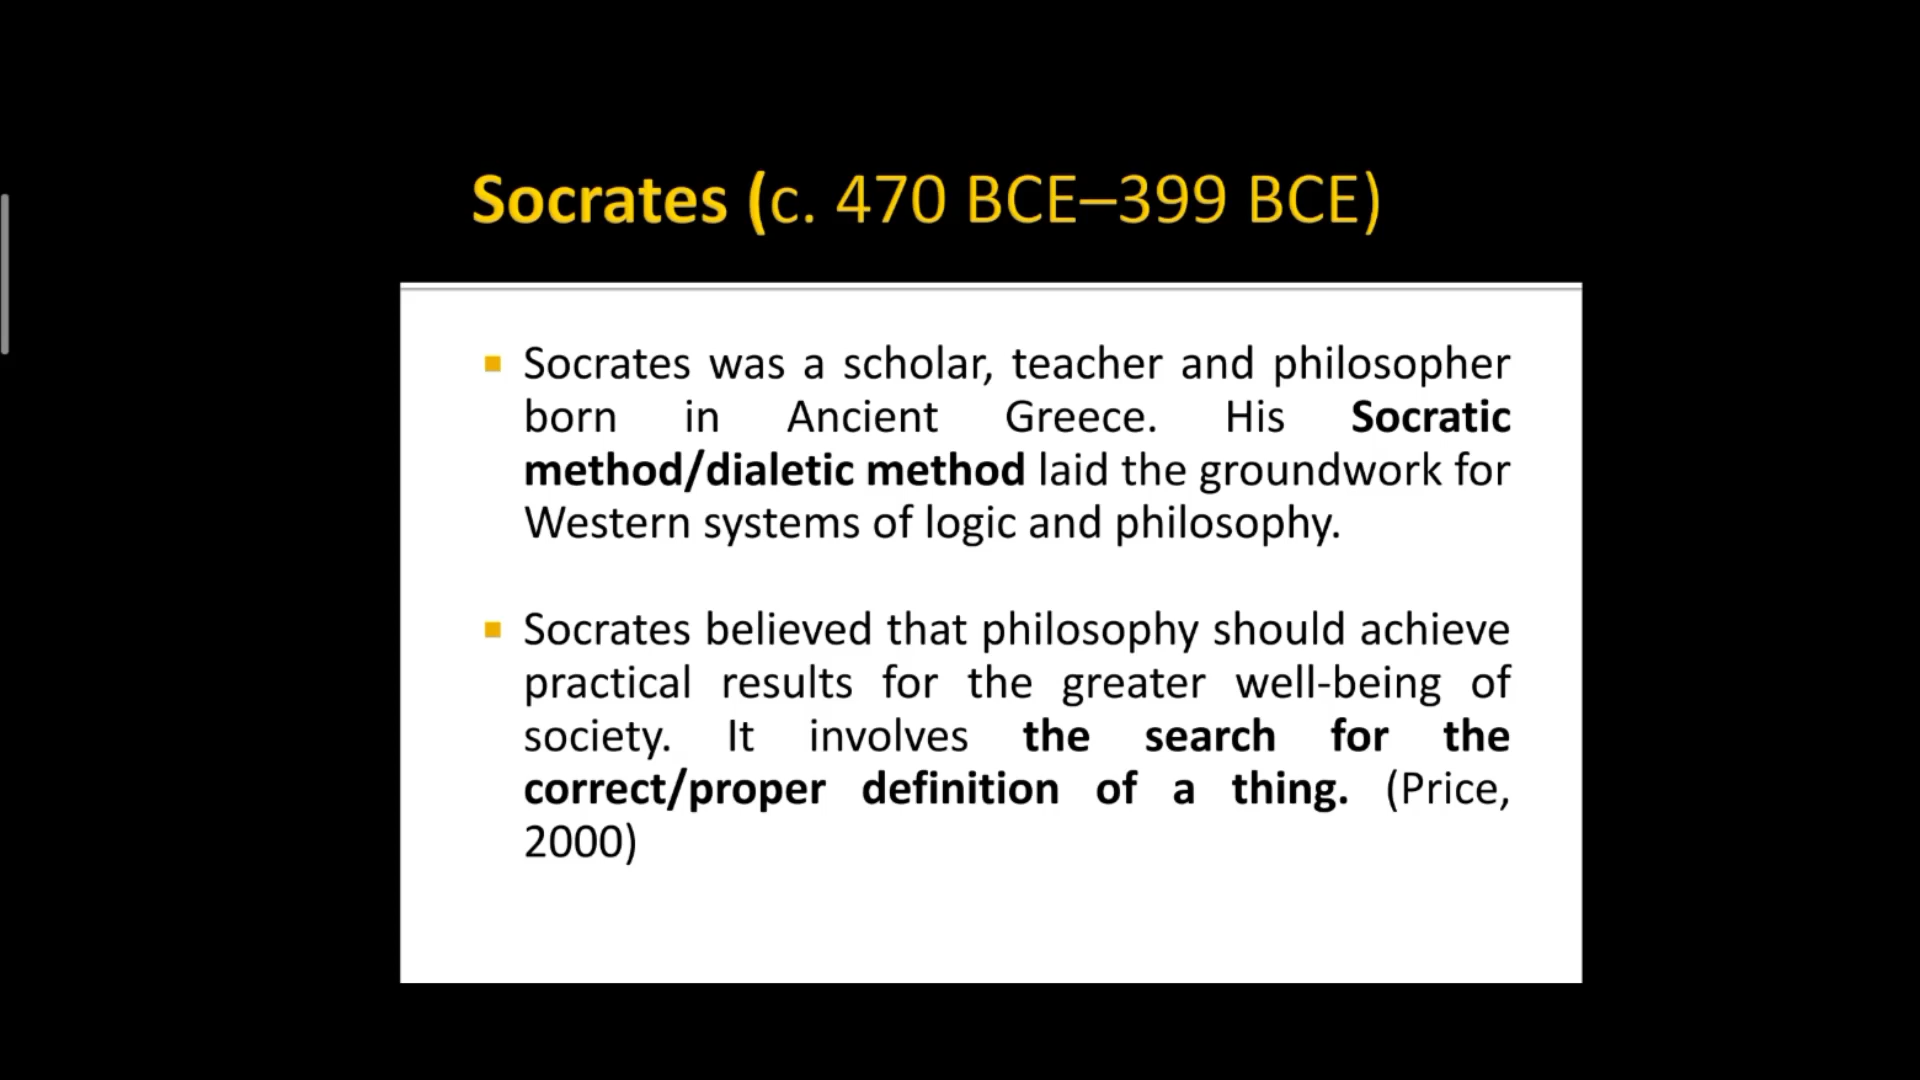 Socrates (c. 470 BCE–399 BCE)
Socrates was a scholar, teacher and philosopher
born in Ancient Greece. His Socratic
method/dialetic method laid the groundwork for
Western systems of logic and philosophy.
Socrates believed that philosophy should achieve
practical results for the greater well-being of
society. It involves the search for the
correct/proper definition of a thing. (Price,
2000)